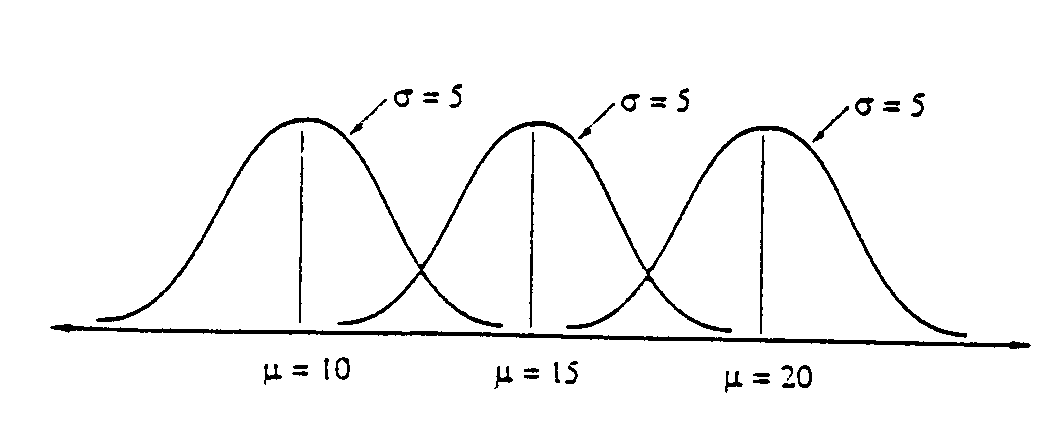 σ = 5
σ = 5
σ = 5
μ = 10
μ = 15
μ = 20